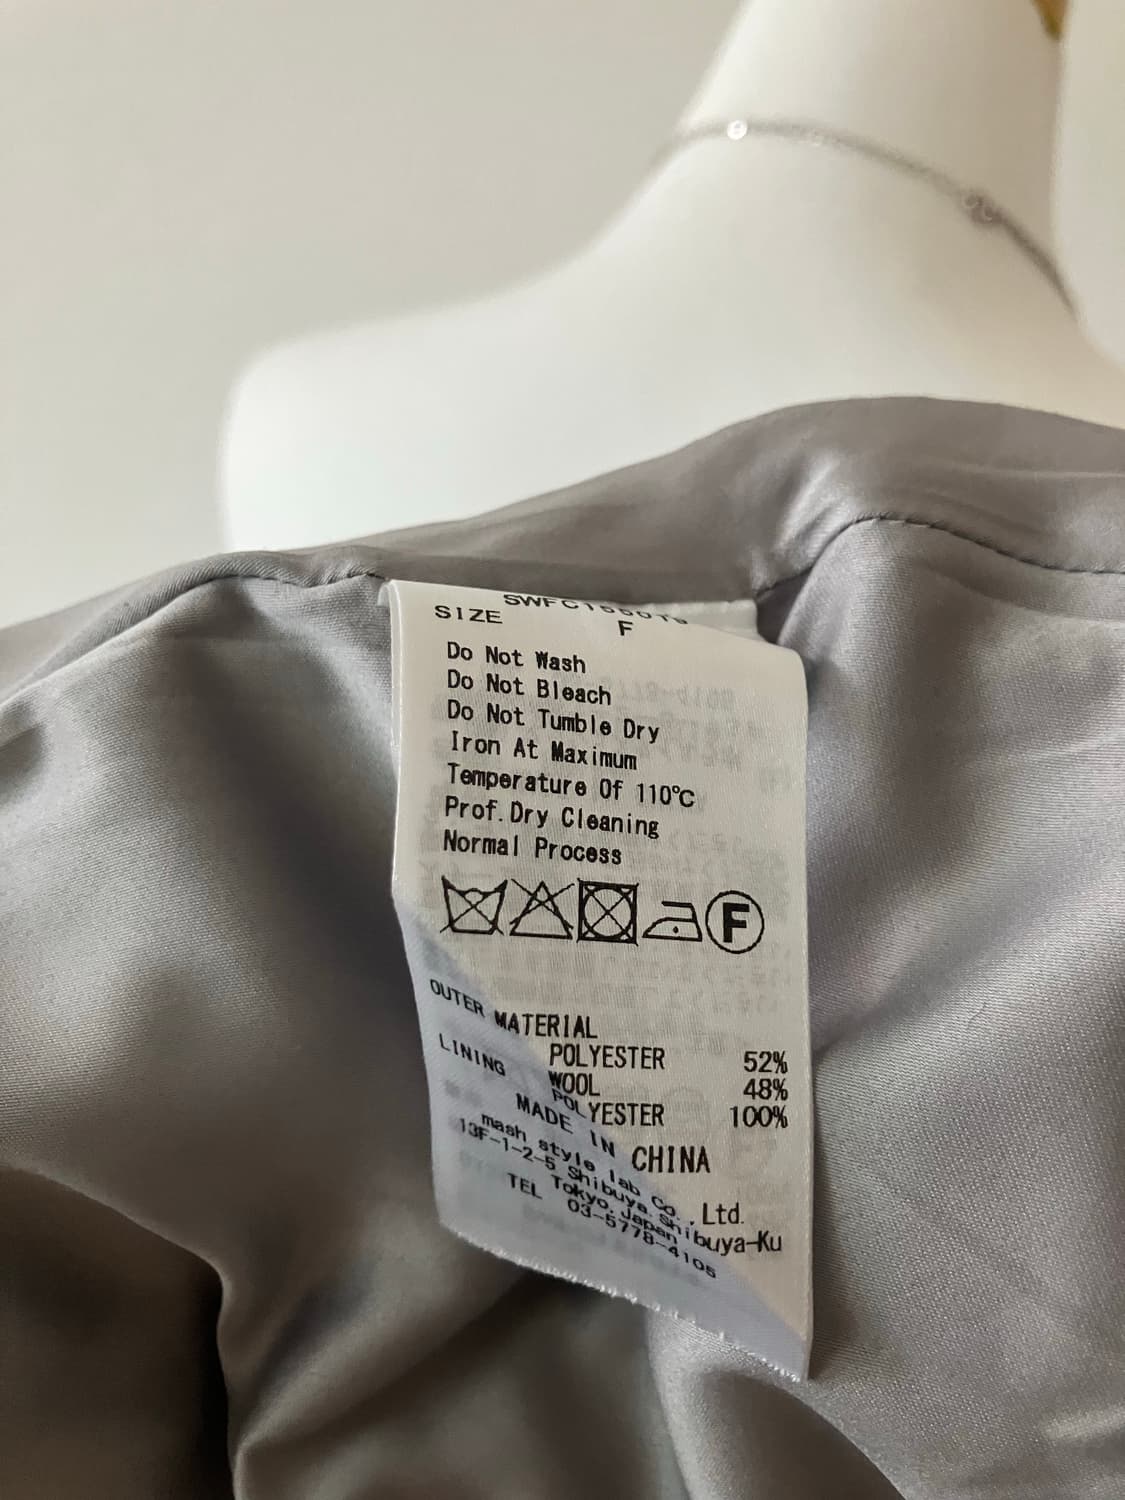 SIZE F
Do Not Wash
Do Not Bleach
Do Not Tumble Dry
Iron At Maximum
Temperature Of 110℃
Prof. Dry Cleaning
Normal Process
F
OUTER MATERIAL
POLYESTER 52%
WOOL 48%
LINING POLYESTER 100%
MADE IN CHINA
mash style lab Co.,Ltd.
13F-1-2-5 Shibuya.Shibuya-Ku
Tokyo,Japan
TEL 03-5778-4105